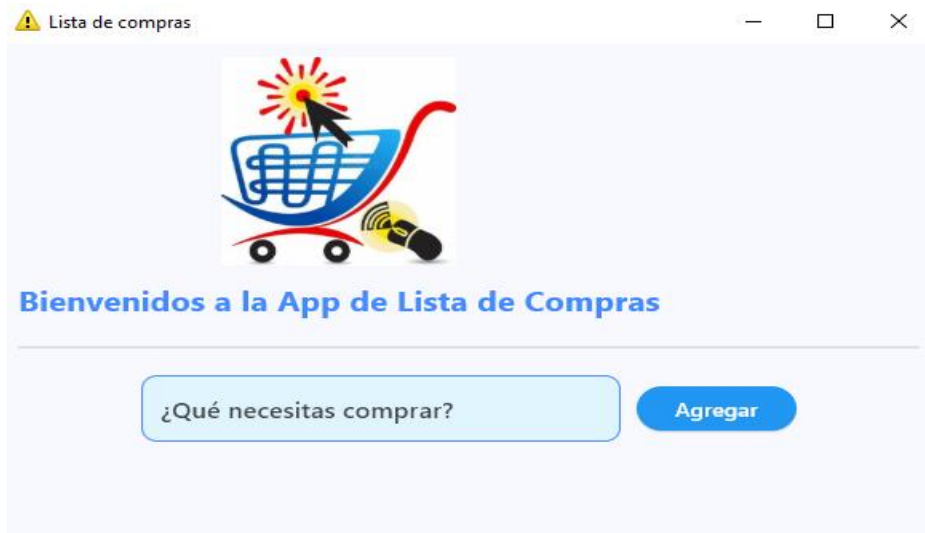 Lista de compras
Bienvenidos a la App de Lista de Compras
¿Qué necesitas comprar?
Agregar